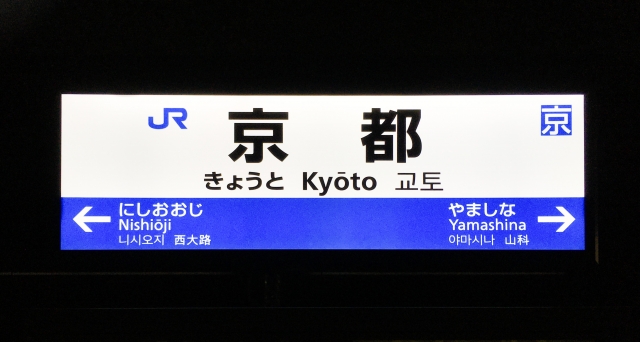 JR 京都 京
きょうと Kyōto 교토
にしおおじ
Nishiōji
니시오지 西大路
やましな
Yamashina
야마시나 山科